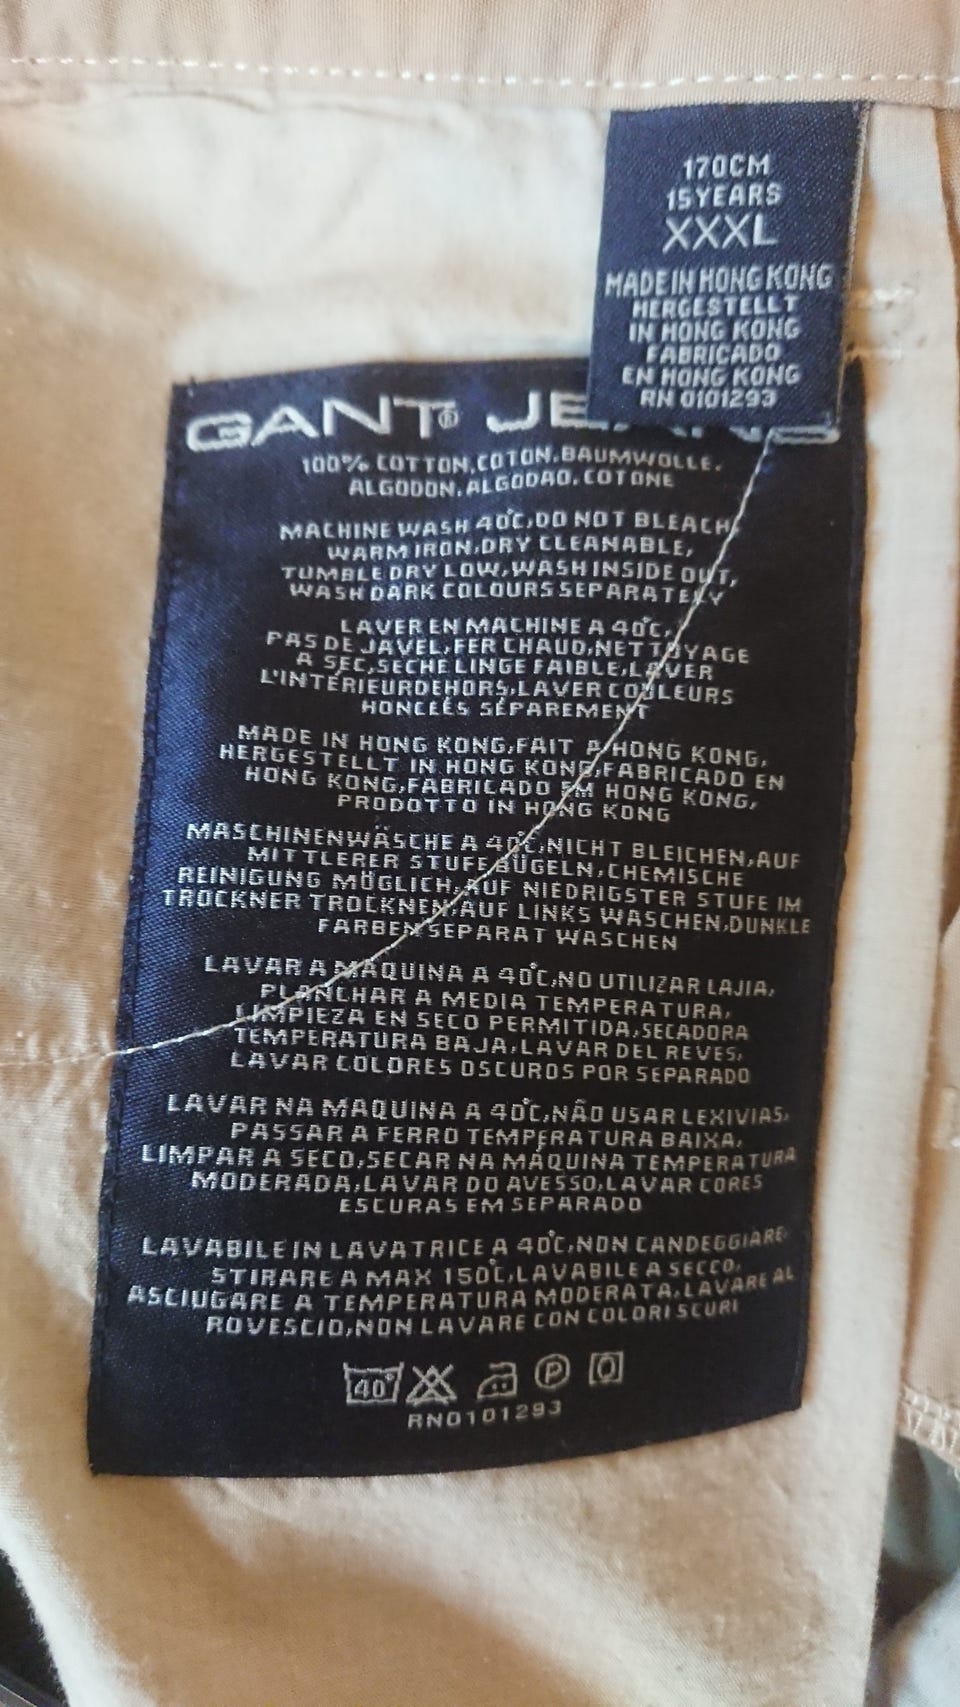 170CM
15YEARS
XXXL
MADE IN HONG KONG
HERGESTELLT
IN HONG KONG
FABRICADO
EN HONG KONG
RN 0101293
GANT® JEANS
100% COTTON.COTON.BAUMWOLLE.
ALGODON.ALGODAO.COTONE
MACHINE WASH 40°C,DO NOT BLEACH,
WARM IRON,DRY CLEANABLE,
TUMBLE DRY LOW,WASH INSIDE OUT,
WASH DARK COLOURS SEPARATELY
LAVER EN MACHINE A 40°C,
PAS DE JAVEL,FER CHAUD,NETTOYAGE
A SEC,SECHE LINGE FAIBLE,LAVER
L'INTERIEURDEHORS,LAVER COULEURS
HONCLÉS SÉPAREMENT
MADE IN HONG KONG,FAIT A HONG KONG,
HERGESTELLT IN HONG KONG,FABRICADO EN
HONG KONG,FABRICADO EM HONG KONG,
PRODOTTO IN HONG KONG
MASCHINENWÄSCHE A 40°C,NICHT BLEICHEN,AUF
MITTLERER STUFE BÜGELN,CHEMISCHE
REINIGUNG MÖGLICH,AUF NIEDRIGSTER STUFE IM
TROCKNER TROCKNEN,AUF LINKS WASCHEN,DUNKLE
FARBEN SEPARAT WASCHEN
LAVAR A MÁQUINA A 40°C,NO UTILIZAR LAJIA,
PLANCHAR A MEDIA TEMPERATURA,
LIMPIEZA EN SECO PERMITIDA,SECADORA
TEMPERATURA BAJA,LAVAR DEL REVES,
LAVAR COLORES OSCUROS POR SEPARADO
LAVAR NA MAQUINA A 40°C,NÃO USAR LEXIVIAS,
PASSAR A FERRO TEMPERATURA BAIXA,
LIMPAR A SECO,SECAR NA MÁQUINA TEMPERATURA
MODERADA,LAVAR DO AVESSO,LAVAR CORES
ESCURAS EM SEPARADO
LAVABILE IN LAVATRICE A 40°C,NON CANDEGGIARE
STIRARE A MAX 150°C,LAVABILE A SECCO,
ASCIUGARE A TEMPERATURA MODERATA,LAVARE AL
ROVESCIO,NON LAVARE CON COLORI SCURI
40° P
RN0101293